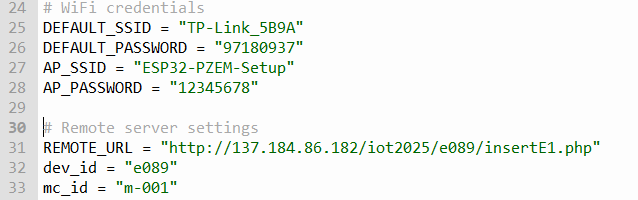 24 # WiFi credentials
25 DEFAULT_SSID = "TP-Link_5B9A"
26 DEFAULT_PASSWORD = "97180937"
27 AP_SSID = "ESP32-PZEM-Setup"
28 AP_PASSWORD = "12345678"
29
30 # Remote server settings
31 REMOTE_URL = "http://137.184.86.182/iot2025/e089/insertE1.php"
32 dev_id = "e089"
33 mc_id = "m-001"